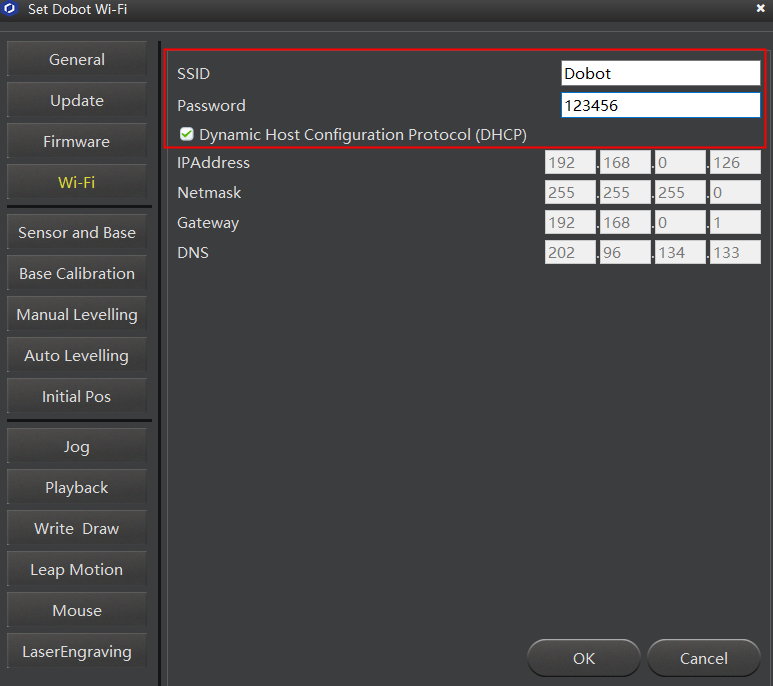 Set Dobot Wi-Fi
General
Update
Firmware
Wi-Fi
Sensor and Base
Base Calibration
Manual Levelling
Auto Levelling
Initial Pos
Jog
Playback
Write Draw
Leap Motion
Mouse
LaserEngraving
SSID Dobot
Password 123456
Dynamic Host Configuration Protocol (DHCP)
IPAddress 192 . 168 . 0 . 126
Netmask 255 . 255 . 255 . 0
Gateway 192 . 168 . 0 . 1
DNS 202 . 96 . 134 . 133
OK Cancel